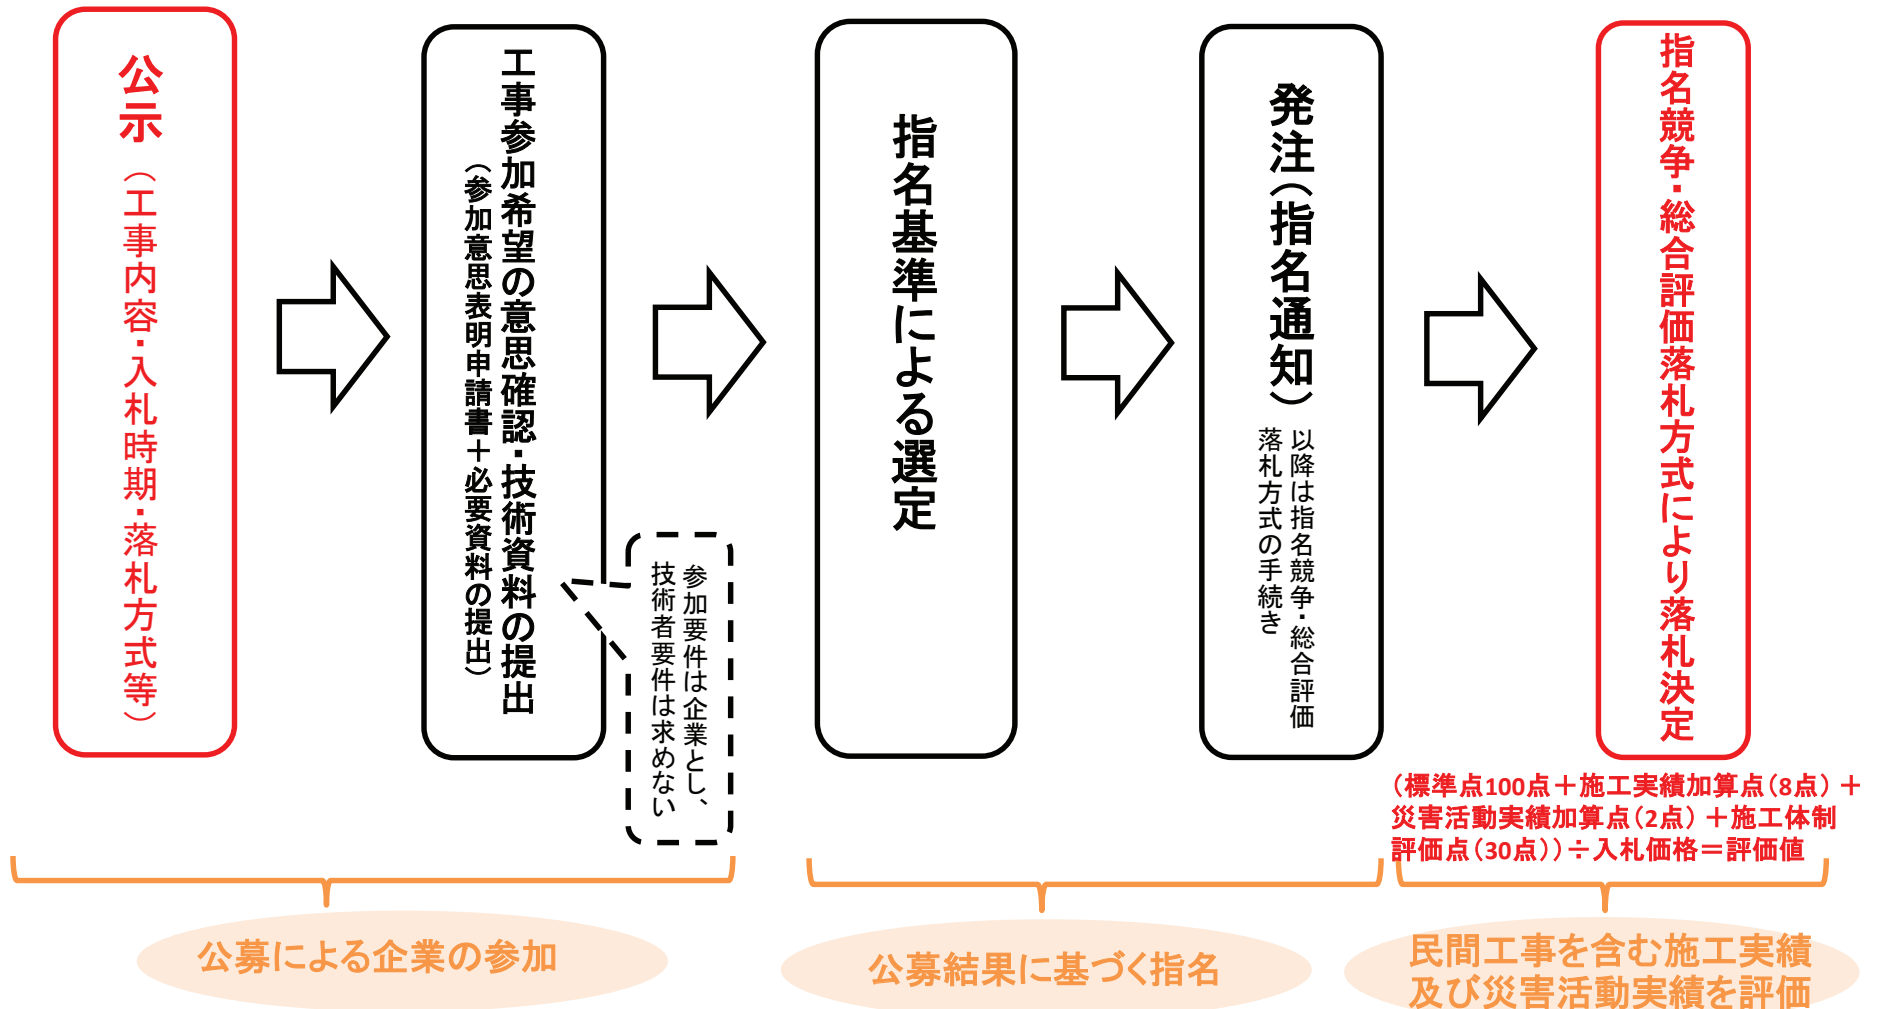 公示（工事内容・入札時期・落札方式等）
工事参加希望の意思確認・技術資料の提出
（参加意思表明申請書＋必要資料の提出）
参加要件は企業とし、
技術者要件は求めない
指名基準による選定
発注（指名通知）
以降は指名競争・総合評価
落札方式の手続き
指名競争・総合評価落札方式により落札決定
（標準点100点＋施工実績加算点（8点）＋
災害活動実績加算点（2点）＋施工体制
評価点（30点））÷入札価格＝評価値
公募による企業の参加
公募結果に基づく指名
民間工事を含む施工実績
及び災害活動実績を評価